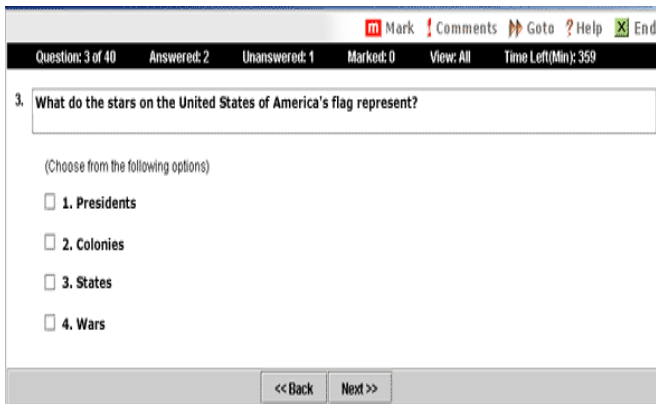 m Mark ! Comments Goto ? Help X End
Question: 3 of 40 Answered: 2 Unanswered: 1 Marked: 0 View: All Time Left(Min): 359
3. What do the stars on the United States of America's flag represent?
(Choose from the following options)
1. Presidents
2. Colonies
3. States
4. Wars
<< Back Next >>